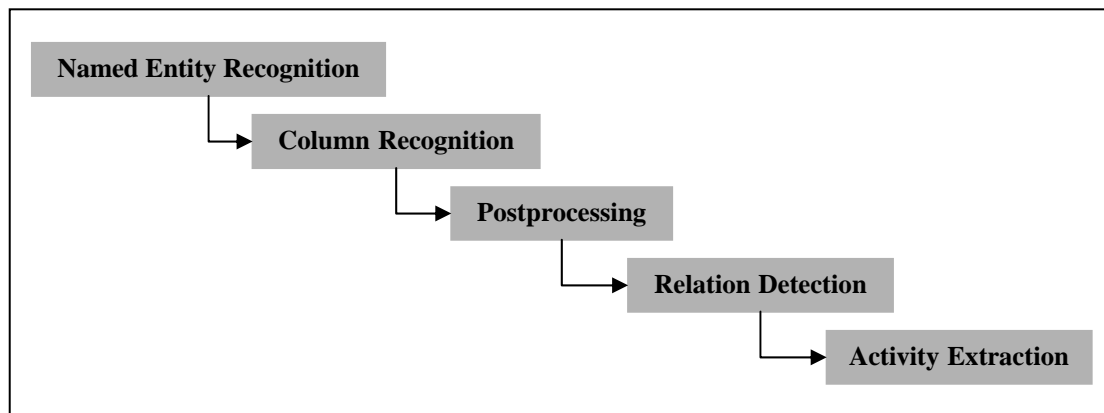 Named Entity Recognition
Column Recognition
Postprocessing
Relation Detection
Activity Extraction